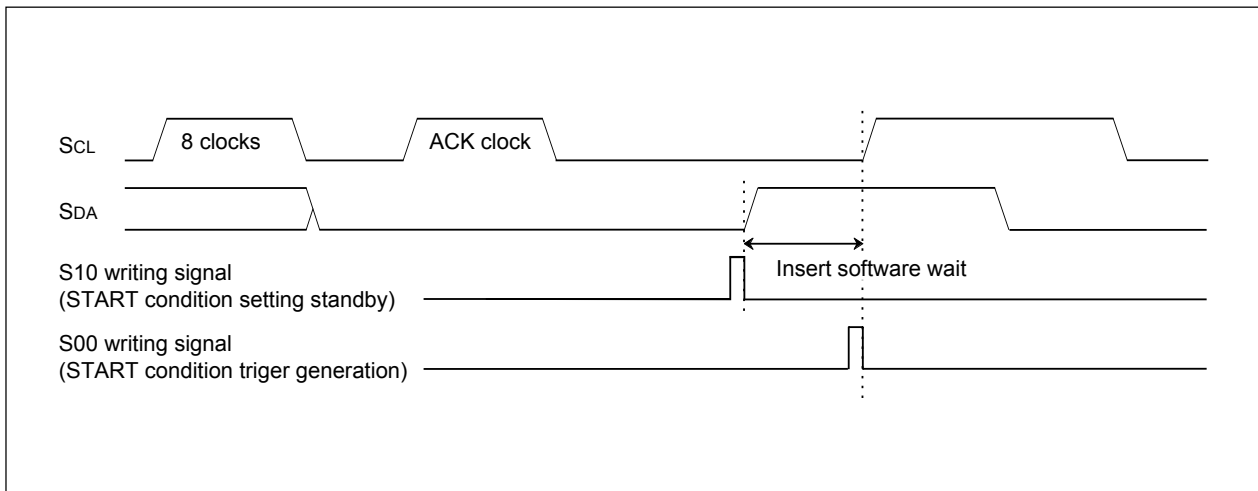 SCL
8 clocks
ACK clock
SDA
Insert software wait
S10 writing signal
(START condition setting standby)
S00 writing signal
(START condition triger generation)